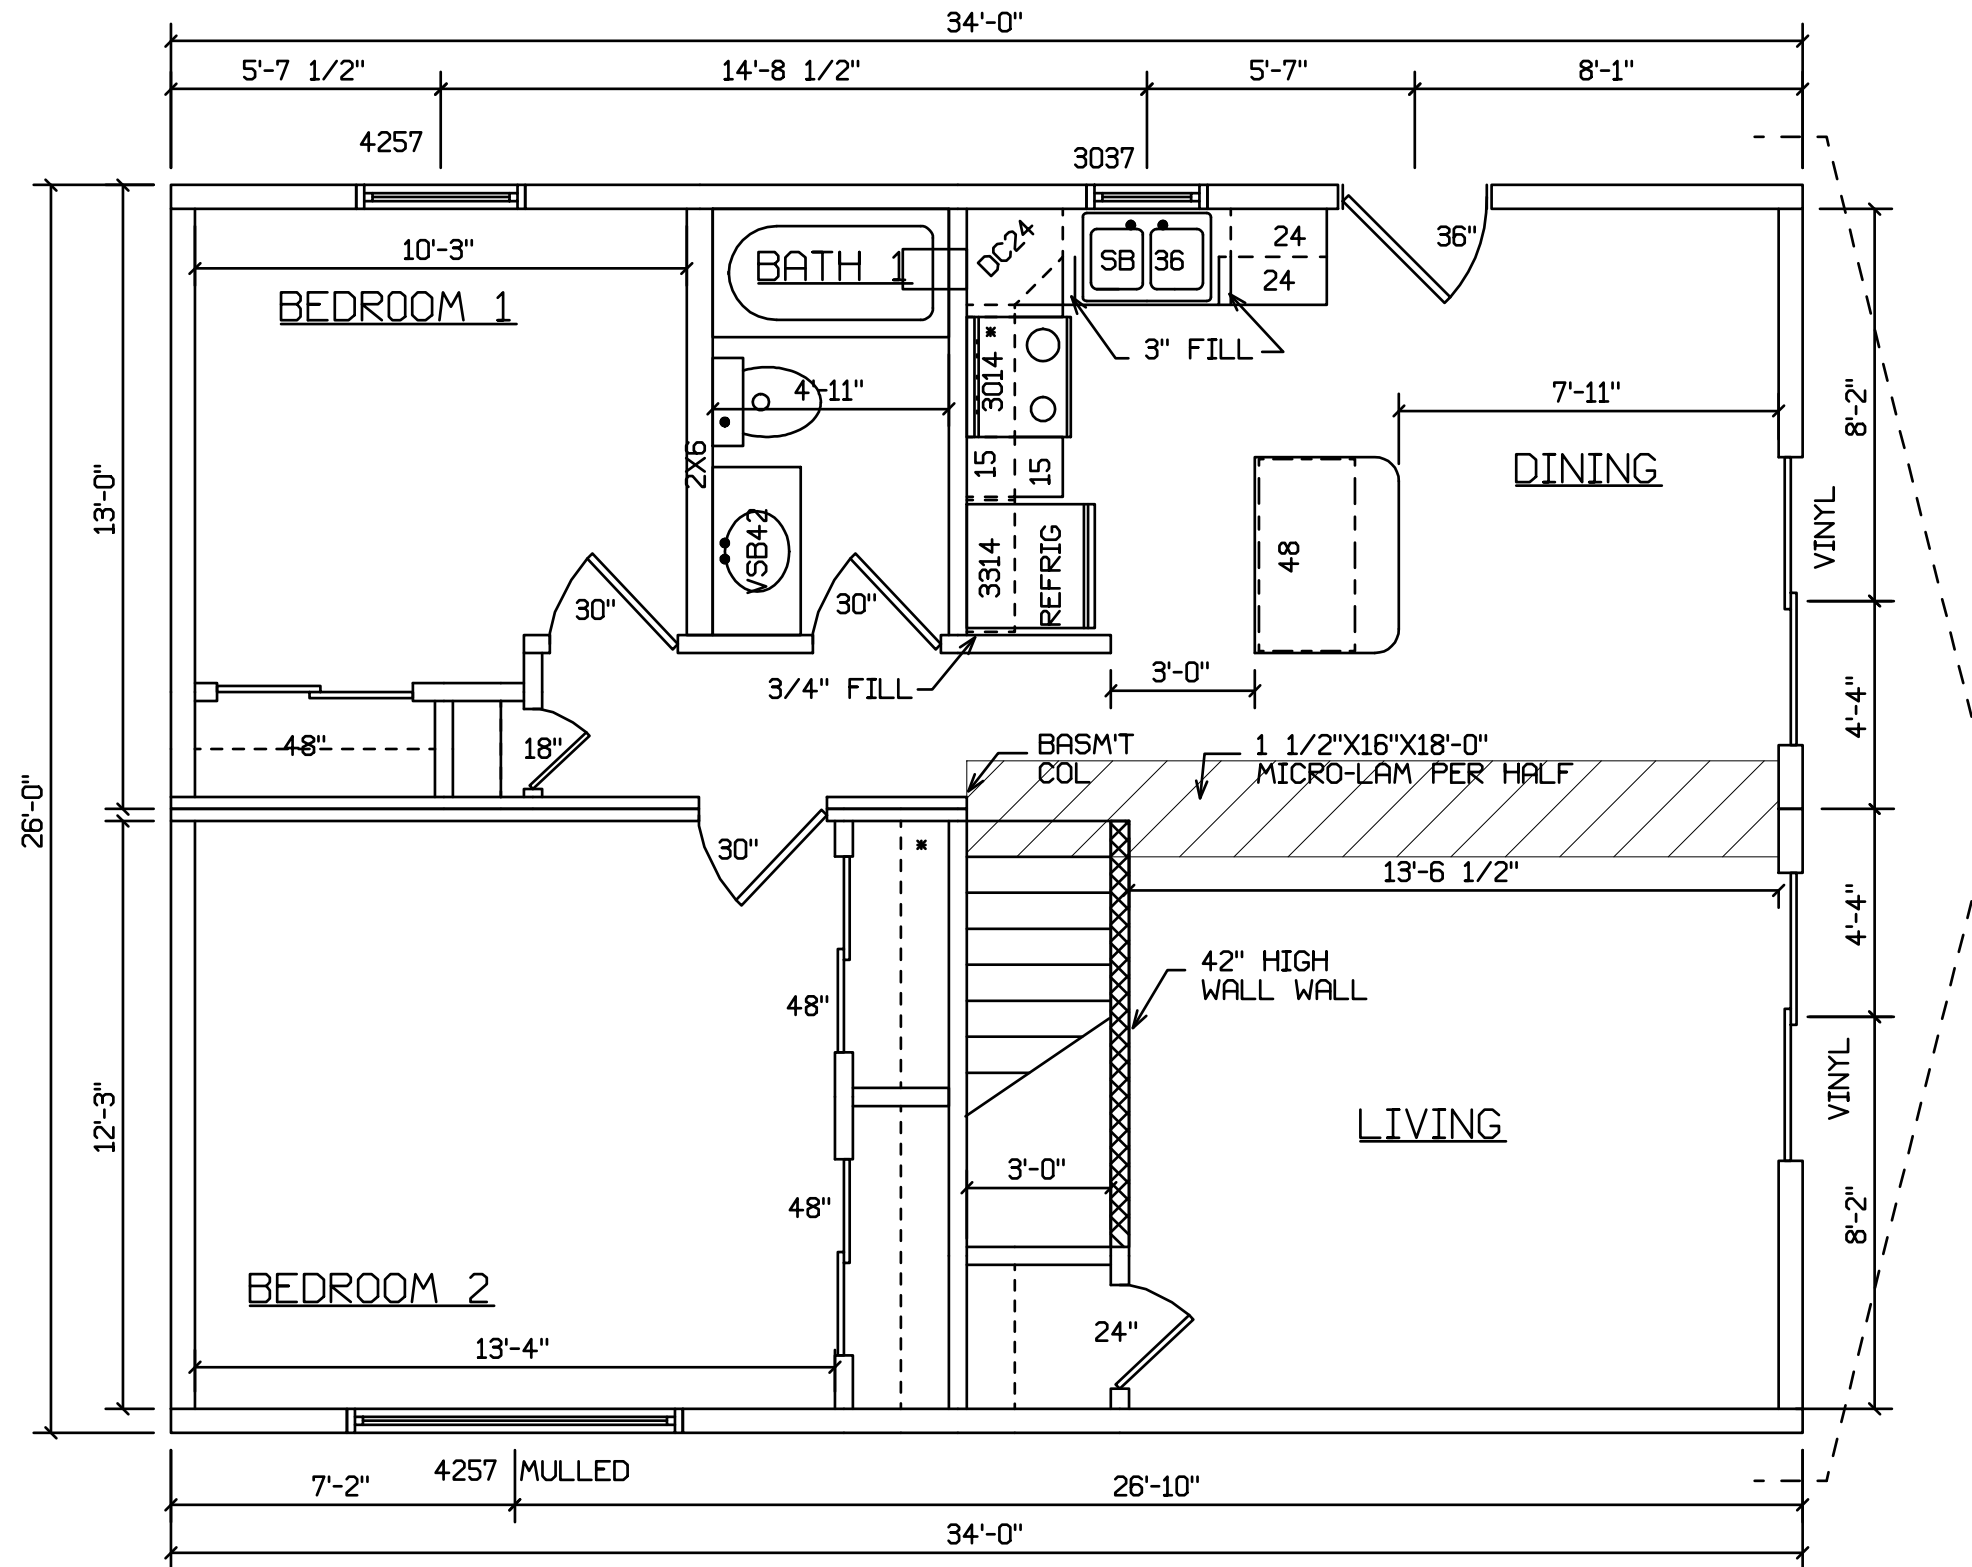 34'-0"
5'-7 1/2"
14'-8 1/2"
5'-7"
8'-1"
4257
3037
10'-3"
BEDROOM 1
BATH 1
DC24
SB 36
24
24
36"
3" FILL
3014
4'-11"
7'-11"
8'-2"
2X6
15
15
DINING
13'-0"
VSB42
3314
REFRIG
48
VINYL
30"
30"
3/4" FILL
3'-0"
4'-4"
48"
18"
BASM'T
COL
1 1/2"X16"X18'-0"
MICRO-LAM PER HALF
26'-0"
30"
13'-6 1/2"
4'-4"
48"
42" HIGH
WALL WALL
VINYL
12'-3"
LIVING
3'-0"
48"
8'-2"
BEDROOM 2
24"
13'-4"
4257 MULLED
7'-2"
26'-10"
34'-0"